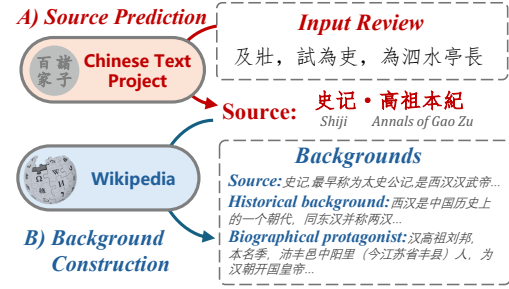 A) Source Prediction
Input Review
及壯，試為吏，為泗水亭長
百諸
家子
Chinese Text
Project
Source: 史记·高祖本紀
Shiji Annals of Gao Zu
Wikipedia
Backgrounds
Source:史记,最早称为太史公记,是西汉汉武帝...
Historical background:西汉是中国历史上
的一个朝代，同东汉并称两汉...
Biographical protagonist:汉高祖刘邦，
本名季，沛丰邑中阳里（今江苏省丰县）人，为
汉朝开国皇帝...
B) Background
Construction